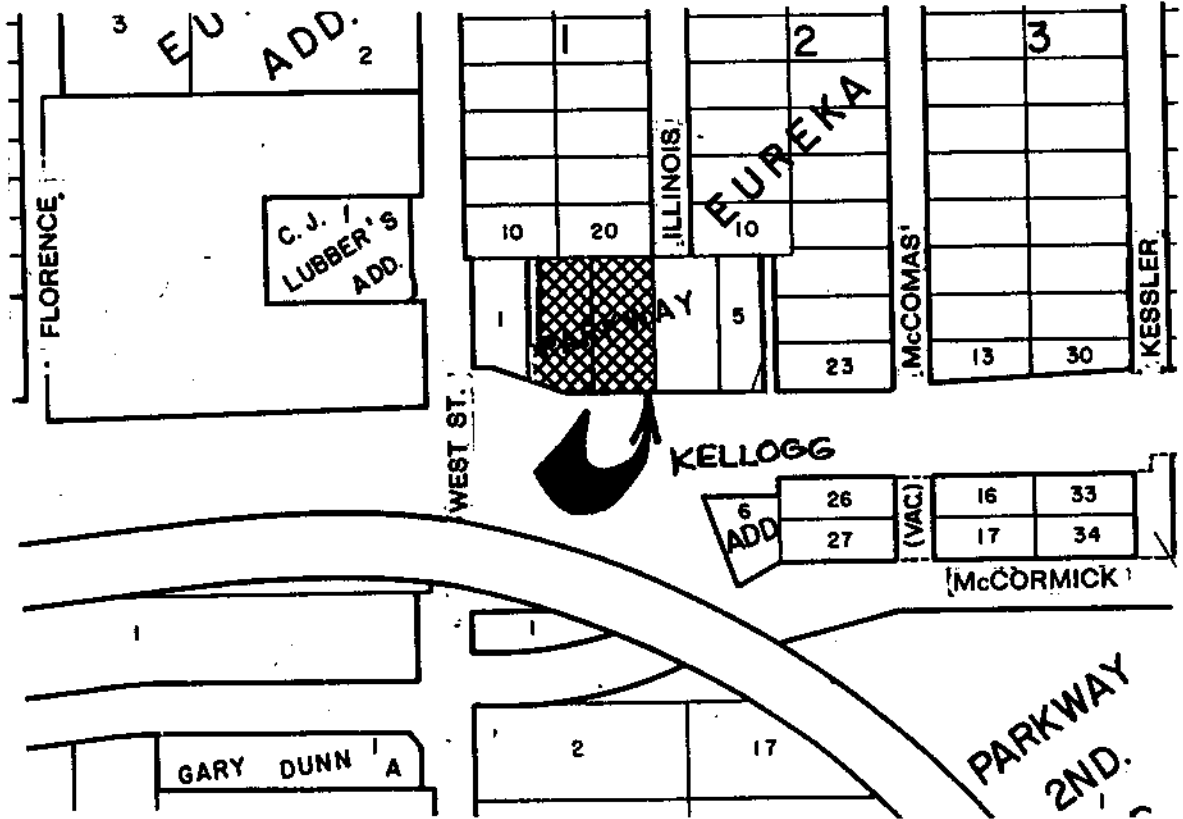 3
EU
ADD.
2
1
2
3
EUREKA
ILLINOIS
FLORENCE
C. J. 1
LUBBER'S
ADD.
10
20
10
McCOMAS
KESSLER
1
PARKWAY
5
23
13
30
WEST ST.
KELLOGG
6
ADD
26
27
(VAC)
16
33
17
34
McCORMICK
1
1
2
17
GARY DUNN 1
A
PARKWAY
2ND.
1